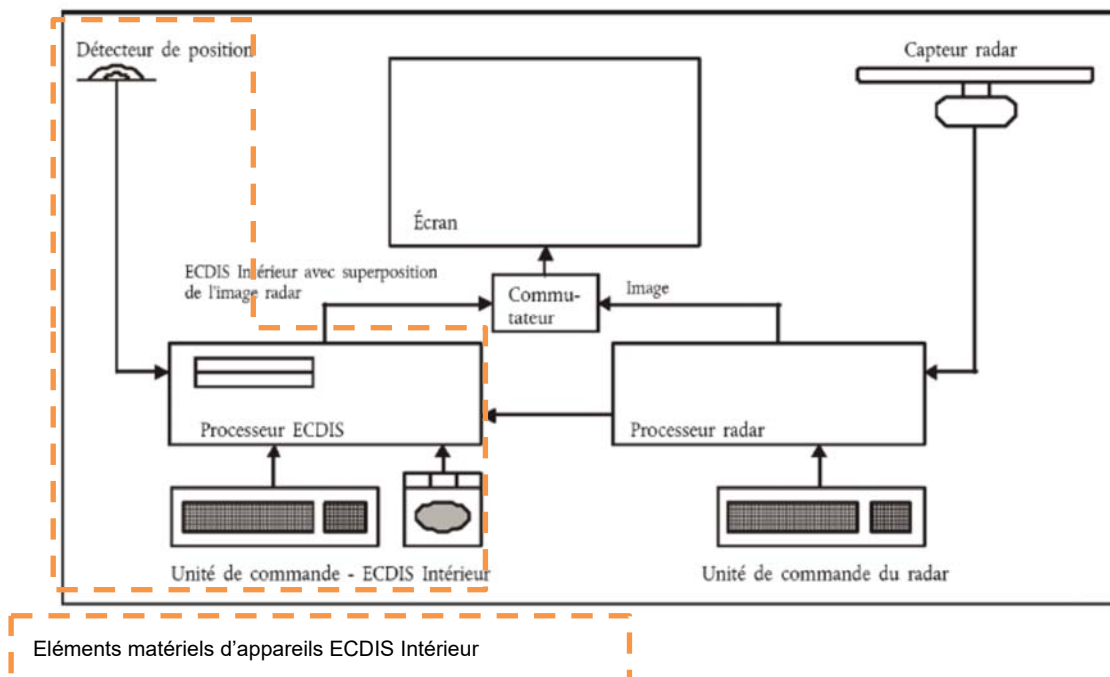 Détecteur de position
Capteur radar
Écran
ECDIS Intérieur avec superposition
de l'image radar
Commu-
tateur
Image
Processeur ECDIS
Processeur radar
Unité de commande - ECDIS Intérieur
Unité de commande du radar
Eléments matériels d’appareils ECDIS Intérieur